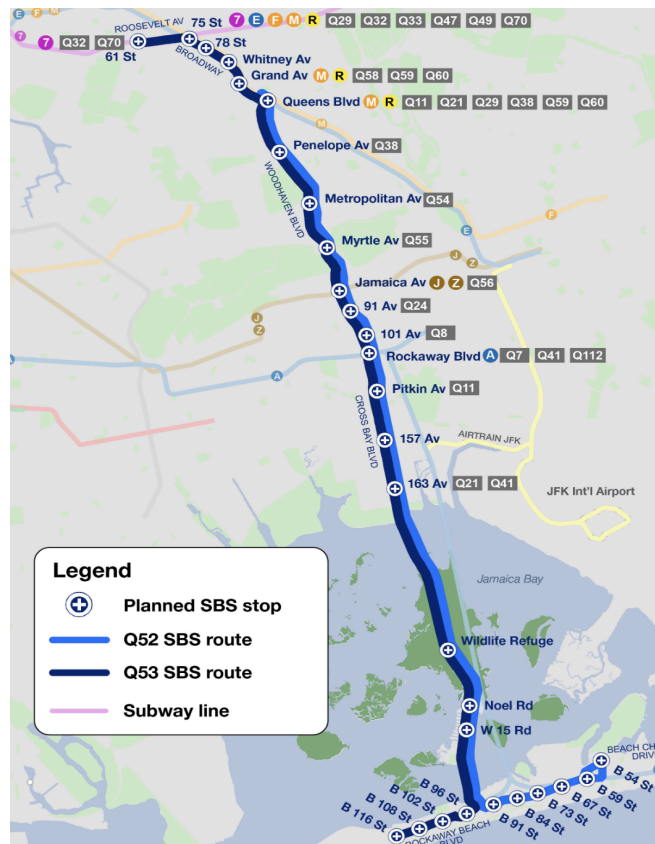 ROOSEVELT AV
75 St 7 E F M R Q29 Q32 Q33 Q47 Q49 Q70
7 Q32 Q70
61 St
BROADWAY
78 St
Whitney Av
Grand Av M R Q58 Q59 Q60
Queens Blvd M R Q11 Q21 Q29 Q38 Q59 Q60
M
Penelope Av Q38
WOODHAVEN BLVD
Metropolitan Av Q54
F
E
Myrtle Av Q55
J
Z
Jamaica Av J Z Q56
91 Av Q24
J
Z
101 Av Q8
Rockaway Blvd A Q7 Q41 Q112
A
A
Pitkin Av Q11
CROSS BAY BLVD
157 Av
AIRTRAIN JFK
163 Av Q21 Q41
JFK Int'l Airport
Legend
Planned SBS stop
Q52 SBS route
Q53 SBS route
Subway line
Jamaica Bay
Wildlife Refuge
Noel Rd
W 15 Rd
BEACH CH
DRIVE
B 54 St
B 59 St
B 67 St
B 73 St
B 84 St
B 91 St
B 96 St
B 102 St
B 108 St
B 116 St
ROCKAWAY BEACH
BLVD